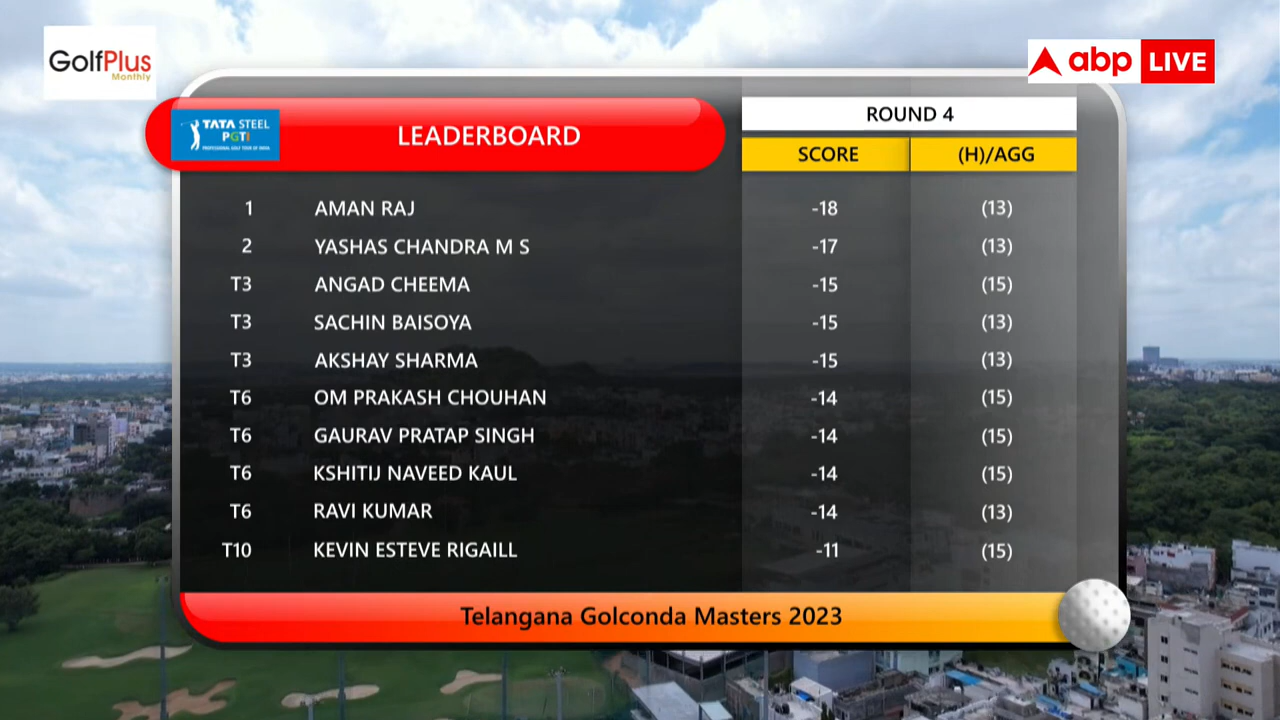 GolfPlus
Monthly
abp LIVE
TATA STEEL
PGTI
PROFESSIONAL GOLF TOUR OF INDIA
LEADERBOARD
ROUND 4
SCORE (H)/AGG
1 AMAN RAJ -18 (13)
2 YASHAS CHANDRA M S -17 (13)
T3 ANGAD CHEEMA -15 (15)
T3 SACHIN BAISOYA -15 (13)
T3 AKSHAY SHARMA -15 (13)
T6 OM PRAKASH CHOUHAN -14 (15)
T6 GAURAV PRATAP SINGH -14 (15)
T6 KSHITIJ NAVEED KAUL -14 (15)
T6 RAVI KUMAR -14 (13)
T10 KEVIN ESTEVE RIGAILL -11 (15)
Telangana Golconda Masters 2023